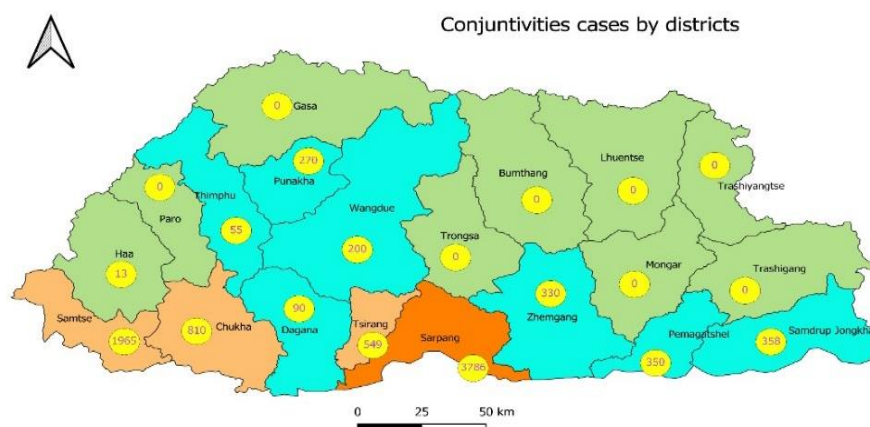 Conjuntivities cases by districts
0
Gasa
270
Punakha
0
Thimphu
Paro
55
Wangdue
200
Bumthang
0
Lhuentse
0
0
Trashiyangtse
Trongsa
0
Haa
13
Mongar
0
Trashigang
0
Samtse
1965
810
Chukha
90
Dagana
Tsirang
549
Sarpang
3786
330
Zhemgang
Pemagatshel
350
358
Samdrup Jongkha
0 25 50 km